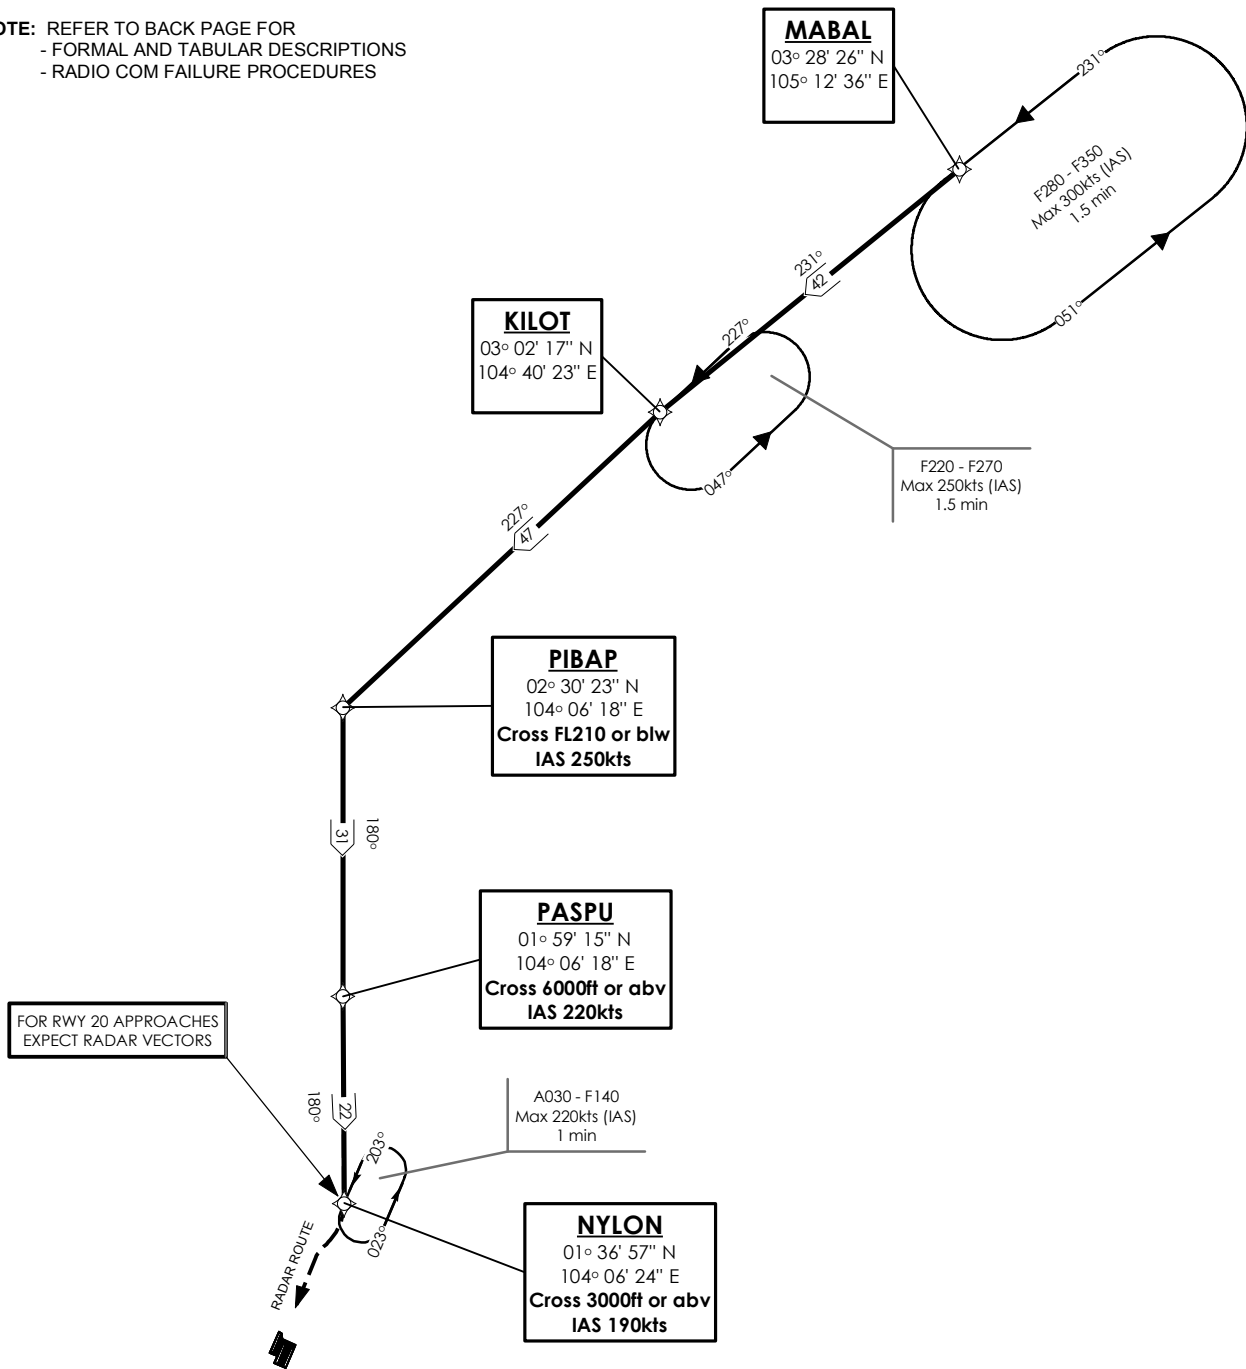 OTE: REFER TO BACK PAGE FOR
- FORMAL AND TABULAR DESCRIPTIONS
- RADIO COM FAILURE PROCEDURES
MABAL
03° 28' 26" N
105° 12' 36" E
231°
F280 - F350
Max 300kts (IAS)
1.5 min
051°
231°
42
KILOT
03° 02' 17" N
104° 40' 23" E
227°
047°
F220 - F270
Max 250kts (IAS)
1.5 min
227°
47
PIBAP
02° 30' 23" N
104° 06' 18" E
Cross FL210 or blw
IAS 250kts
31
180°
PASPU
01° 59' 15" N
104° 06' 18" E
Cross 6000ft or abv
IAS 220kts
FOR RWY 20 APPROACHES
EXPECT RADAR VECTORS
180°
22
A030 - F140
Max 220kts (IAS)
1 min
203°
023°
NYLON
01° 36' 57" N
104° 06' 24" E
Cross 3000ft or abv
IAS 190kts
RADAR ROUTE